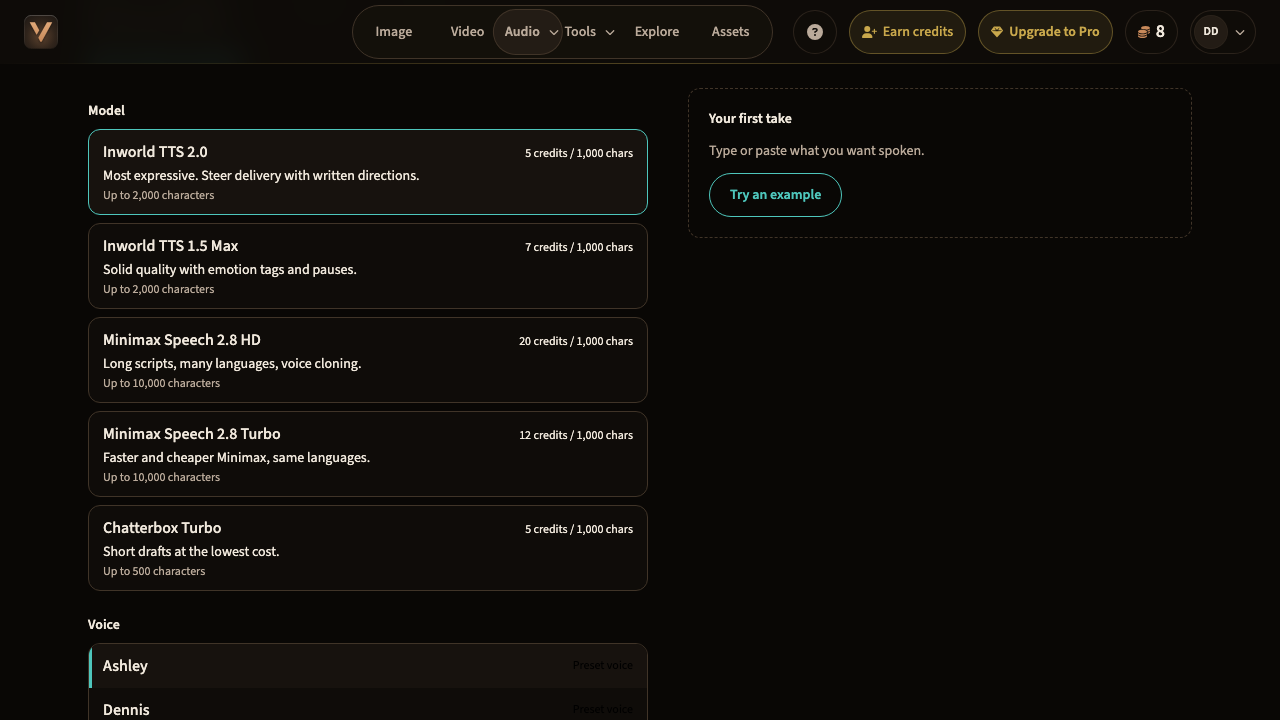 Image Video Audio Tools Explore Assets ? Earn credits Upgrade to Pro 8 DD
Model
Inworld TTS 2.0 5 credits / 1,000 chars
Most expressive. Steer delivery with written directions.
Up to 2,000 characters
Inworld TTS 1.5 Max 7 credits / 1,000 chars
Solid quality with emotion tags and pauses.
Up to 2,000 characters
Minimax Speech 2.8 HD 20 credits / 1,000 chars
Long scripts, many languages, voice cloning.
Up to 10,000 characters
Minimax Speech 2.8 Turbo 12 credits / 1,000 chars
Faster and cheaper Minimax, same languages.
Up to 10,000 characters
Chatterbox Turbo 5 credits / 1,000 chars
Short drafts at the lowest cost.
Up to 500 characters
Voice
Ashley Preset voice
Dennis Preset voice
Your first take
Type or paste what you want spoken.
Try an example